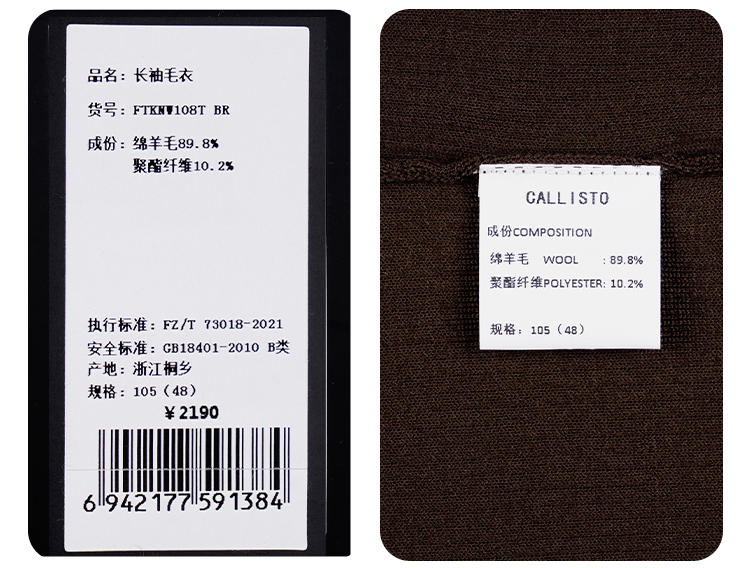 品名：长袖毛衣
货号：FTKNW108T BR
成份：绵羊毛89.8%
聚酯纤维10.2%
执行标准：FZ/T 73018-2021
安全标准：GB18401-2010 B类
产地：浙江桐乡
规格：105（48）
¥2190
6 942177 591384
CALLISTO
成份COMPOSITION
绵羊毛 WOOL : 89.8%
聚酯纤维POLYESTER: 10.2%
规格：105（48）